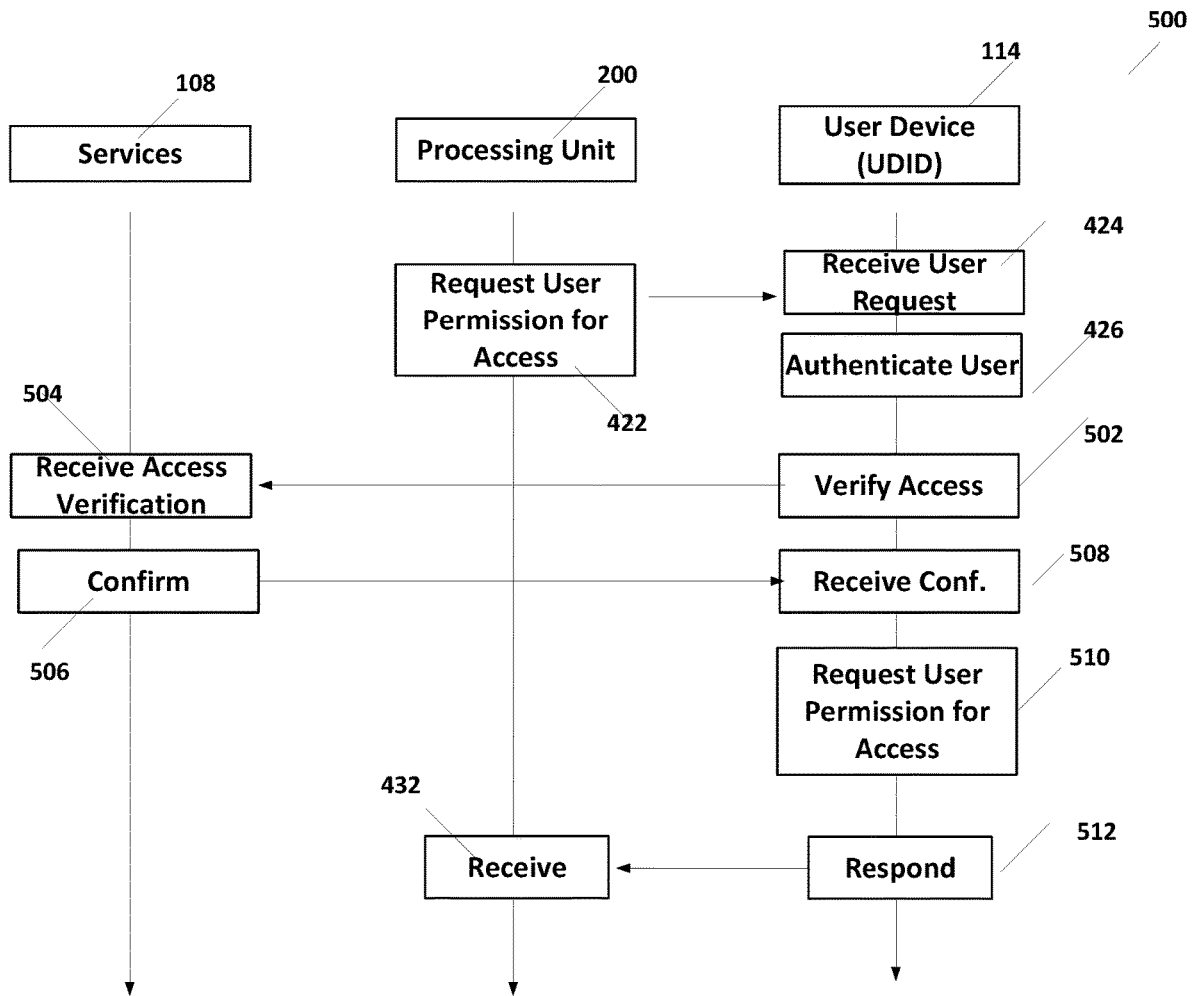 500
108
200
114
Services
Processing Unit
User Device
(UDID)
424
Request User
Permission for
Access
Receive User
Request
426
Authenticate User
504
422
502
Receive Access
Verification
Verify Access
508
Confirm
Receive Conf.
506
510
Request User
Permission for
Access
432
512
Receive
Respond